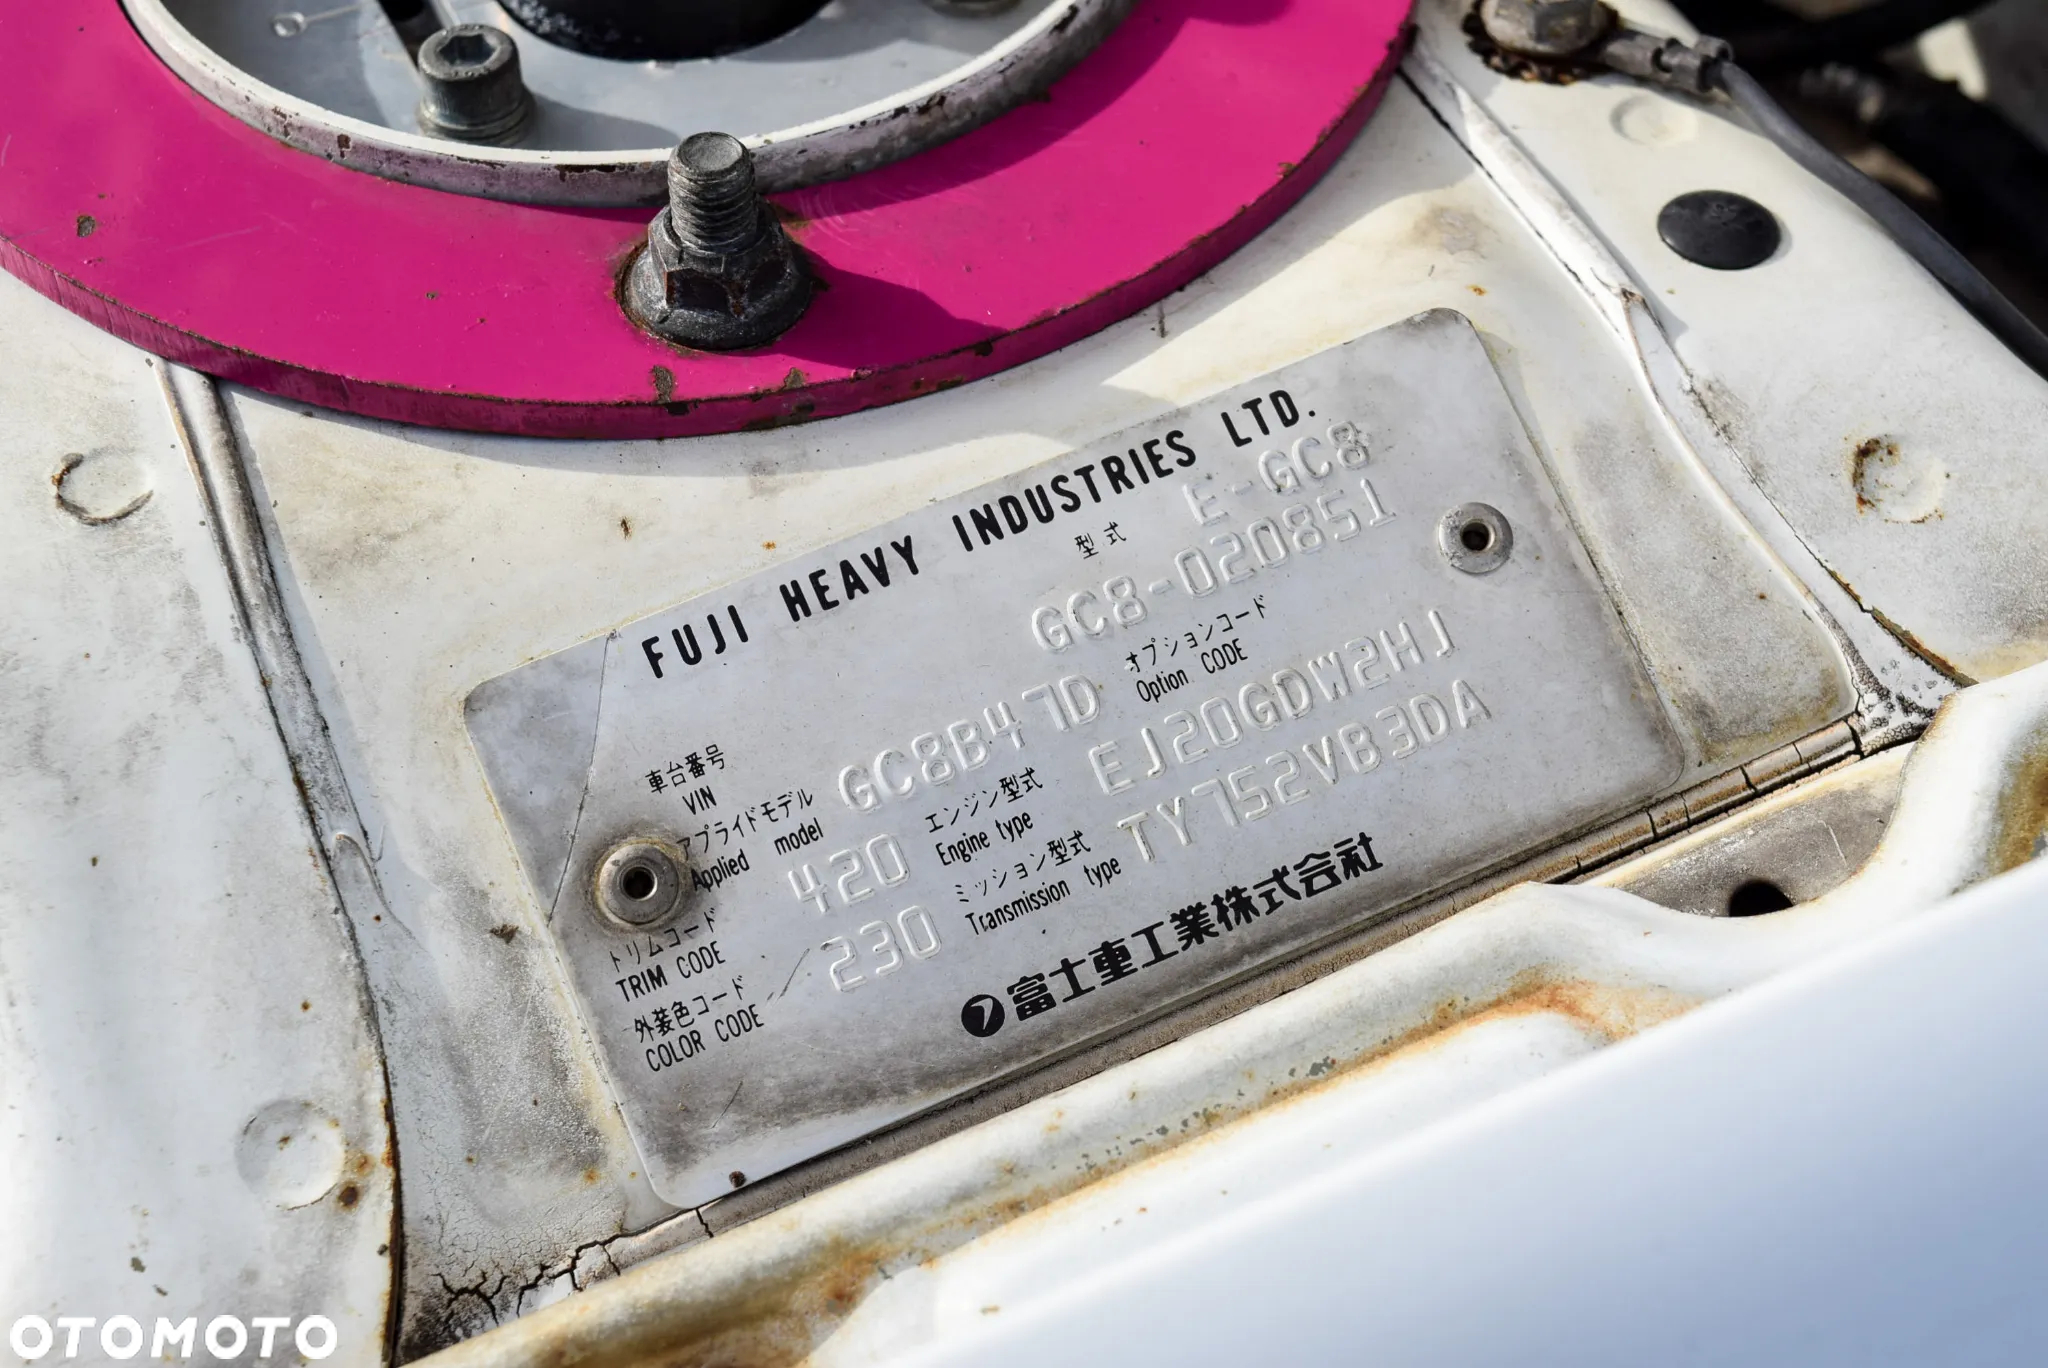 FUJI HEAVY INDUSTRIES LTD.
型式 E-GC8
車台番号
VIN GC8-020851
アプライドモデル
Applied model GC8B47D
オプションコード
Option CODE
トリムコード
TRIM CODE 420
エンジン型式
Engine type EJ20GDW2HJ
外装色コード
COLOR CODE 230
ミッション型式
Transmission type TY752VB3DA
富士重工業株式会社
OTOMOTO